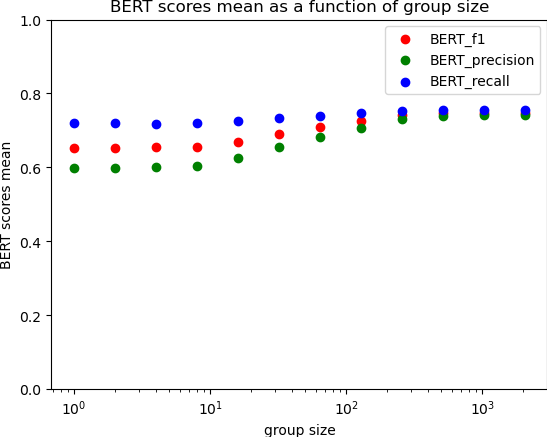 BERT scores mean as a function of group size
BERT_f1
BERT_precision
BERT_recall
1.0
0.8
0.6
0.4
0.2
0.0
BERT scores mean
10⁰ 10¹ 10² 10³
group size